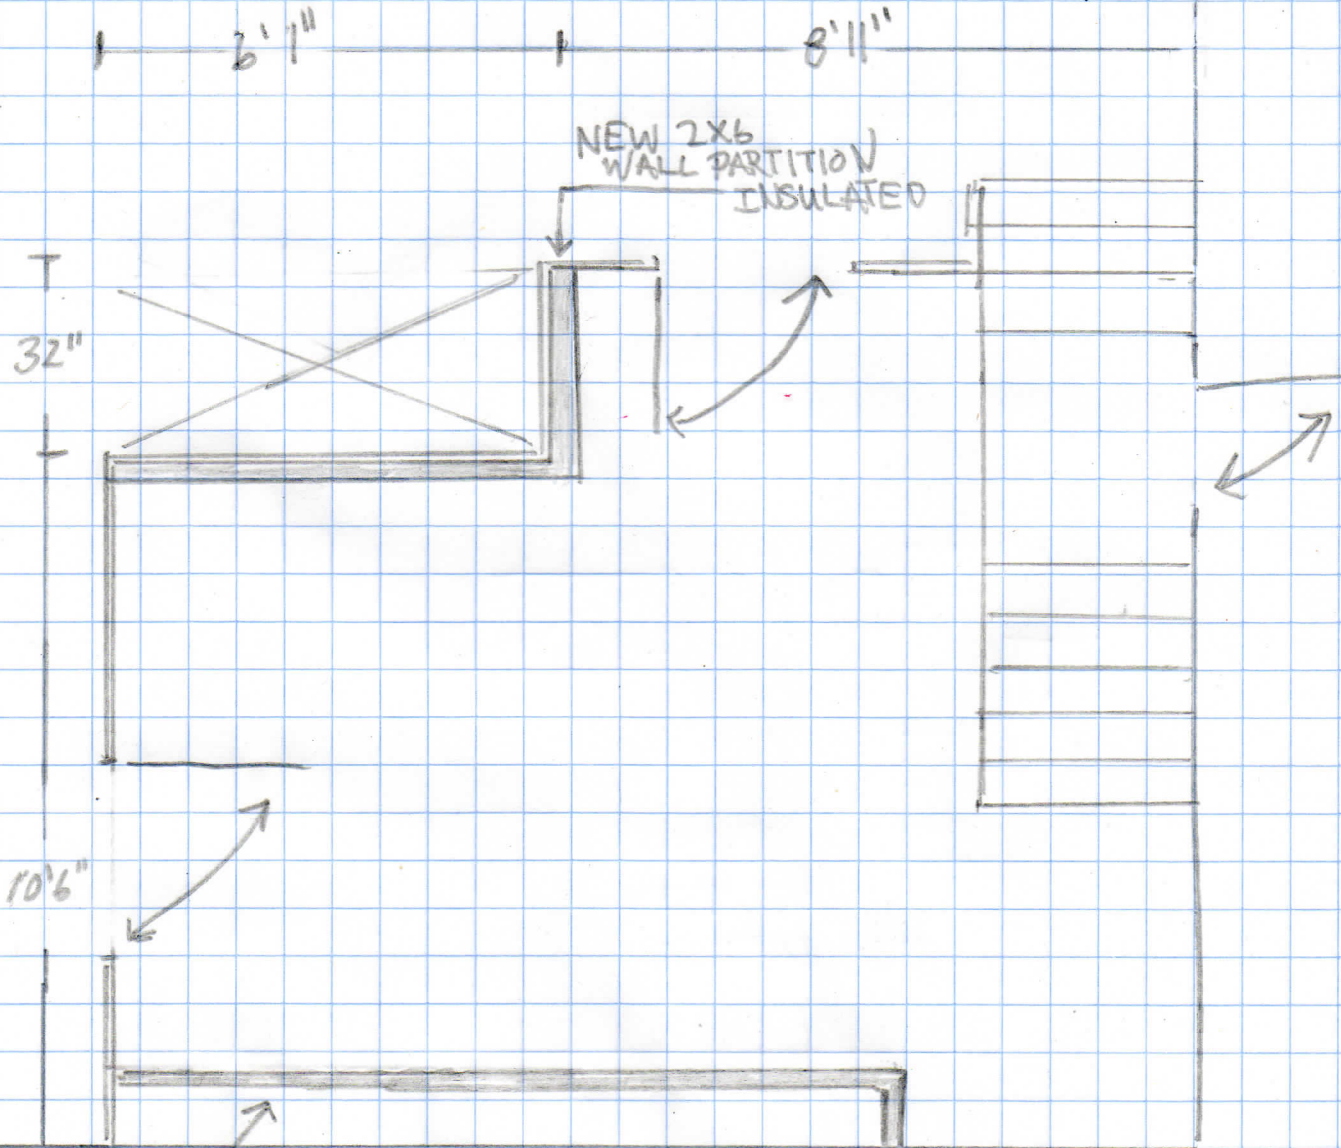 6'1"
8'11"
NEW 2X6
WALL PARTITION
INSULATED
32"
10'6"